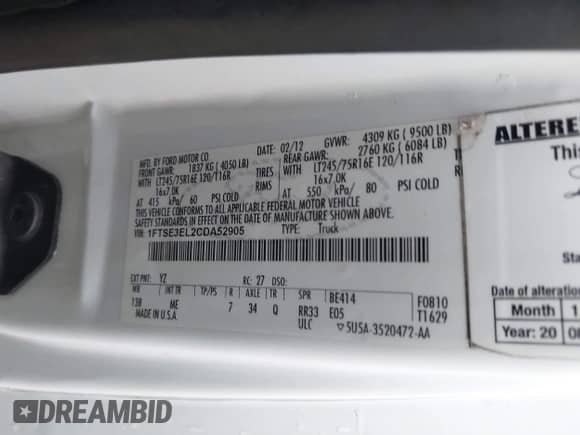 MFD. BY FORD MOTOR CO.
DATE: 02/12 GVWR: 4309 KG ( 9500 LB)
FRONT GAWR: 1837 KG ( 4050 LB) REAR GAWR: 2760 KG ( 6084 LB)
WITH LT245/75R16E 120/116R TIRES WITH LT245/75R16E 120/116R
16x7.0K RIMS 16x7.0K
AT 415 kPa/ 60 PSI COLD AT 550 kPa/ 80 PSI COLD
THIS VEHICLE CONFORMS TO ALL APPLICABLE FEDERAL MOTOR VEHICLE
SAFETY STANDARDS IN EFFECT ON THE DATE OF MANUFACTURE SHOWN ABOVE.
VIN: 1FTSE3EL2CDA52905 TYPE: Truck
EXT PNT: YZ RC: 27 DSO:
WB INT TR TP/PS R AXLE TR SPR BE414 F0810
138 ME 7 34 Q RR33 E05 T1629
MADE IN U.S.A. ULC ▽5U5A-3520472-AA
ALTERE
This
Sta
Date of alteration
Month 1
Year: 20 0
DREAMBID